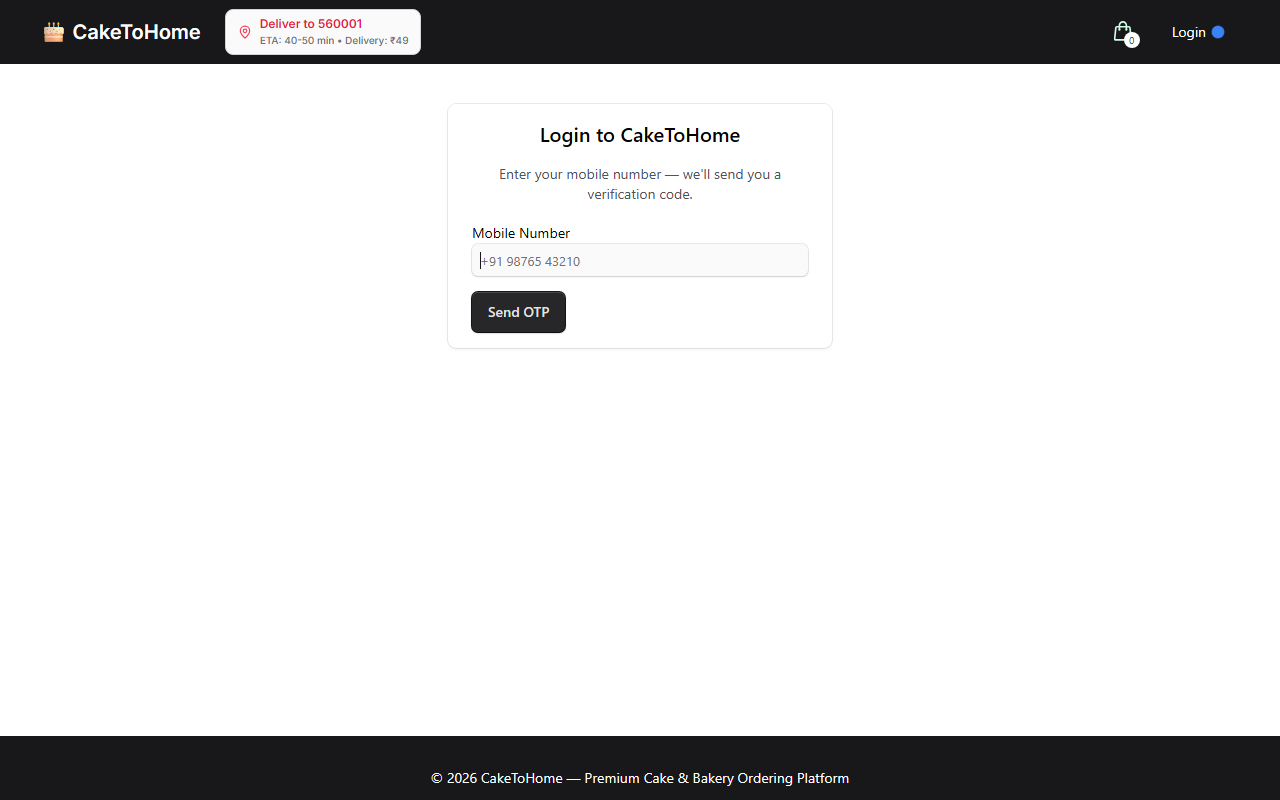 CakeToHome
Deliver to 560001
ETA: 40-50 min • Delivery: ₹49
0
Login
Login to CakeToHome
Enter your mobile number — we'll send you a
verification code.
Mobile Number
+91 98765 43210
Send OTP
© 2026 CakeToHome — Premium Cake & Bakery Ordering Platform